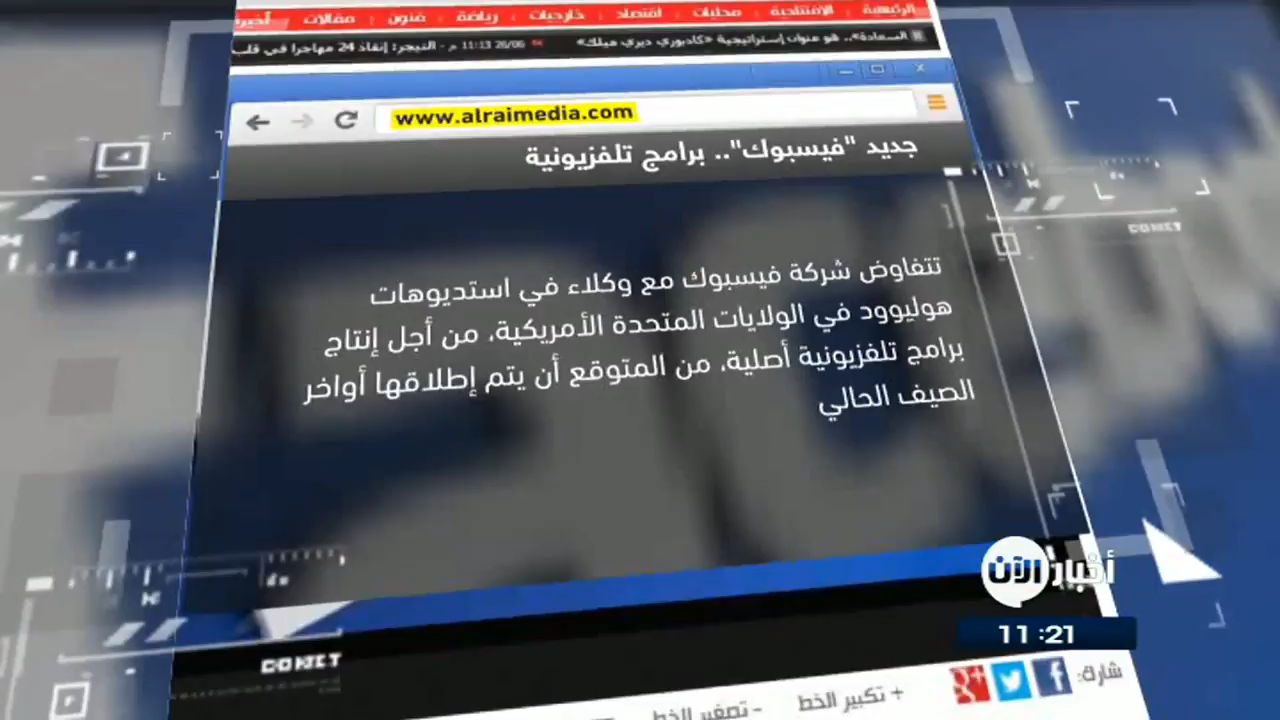 الرئيسية الافتتاحية محليات اقتصاد خارجيات رياضة فنون مقالات
السعادة».. هو عنوان إستراتيجية «كادبوري ديري ميلك» 26/06 11:13 م - النيجر: إنقاذ 24 مهاجرا في قلب
www.alraimedia.com
جديد "فيسبوك".. برامج تلفزيونية
تتفاوض شركة فيسبوك مع وكلاء في استديوهات
هوليوود في الولايات المتحدة الأمريكية، من أجل إنتاج
برامج تلفزيونية أصلية، من المتوقع أن يتم إطلاقها أواخر
الصيف الحالي
COMET
أخبار الآن
11:21
COMET
شارك:
+ تكبير الخط - تصغير الخط